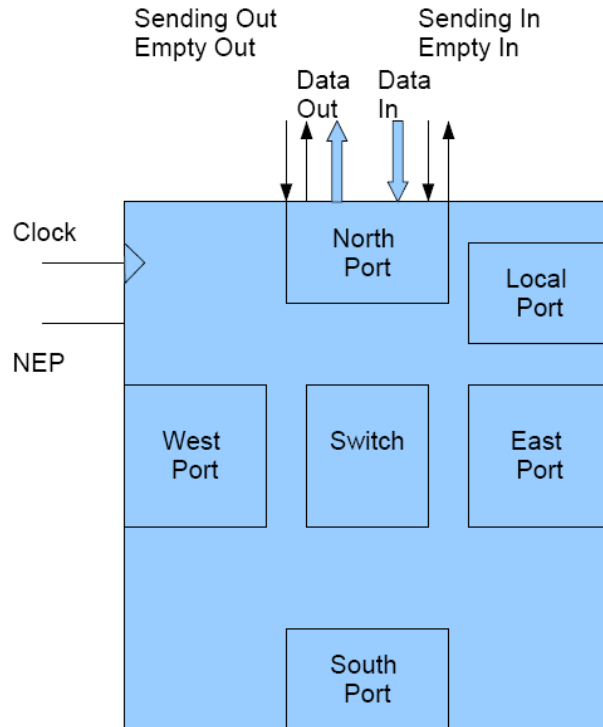 Sending Out
Empty Out
Sending In
Empty In
Data
Out
Data
In
Clock
NEP
North
Port
Local
Port
West
Port
Switch
East
Port
South
Port